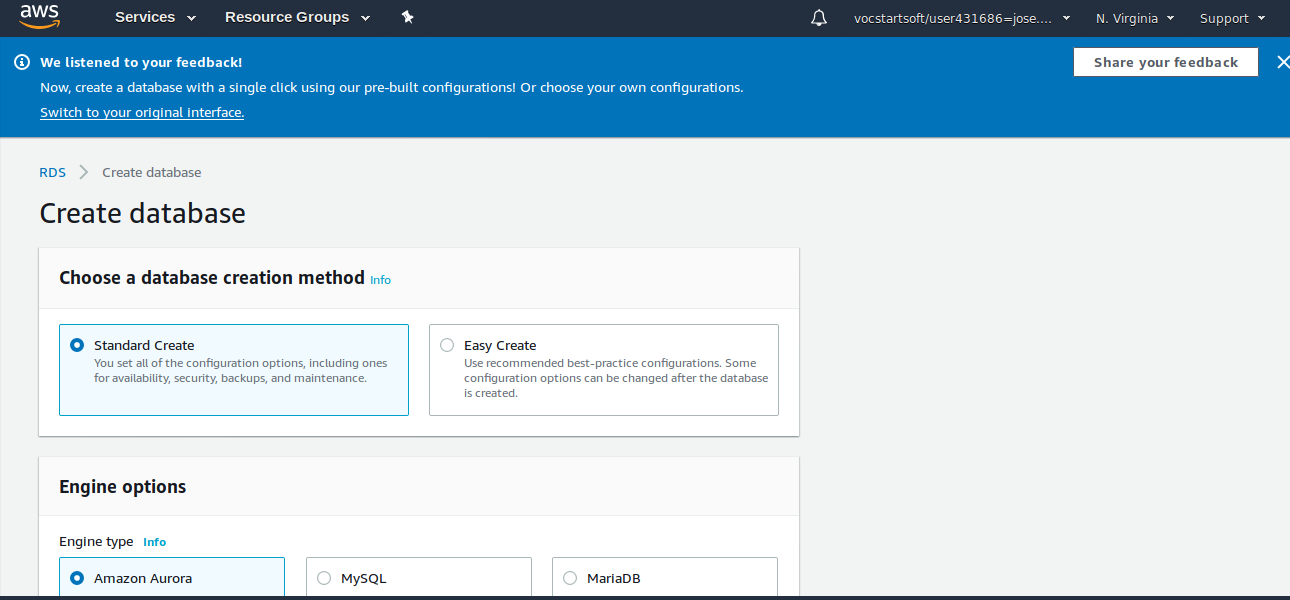 aws Services Resource Groups vocstartsoft/user431686=jose.... N. Virginia Support
We listened to your feedback!
Share your feedback
Now, create a database with a single click using our pre-built configurations! Or choose your own configurations.
Switch to your original interface.
RDS Create database
Create database
Choose a database creation method Info
Standard Create
You set all of the configuration options, including ones
for availability, security, backups, and maintenance.
Easy Create
Use recommended best-practice configurations. Some
configuration options can be changed after the database
is created.
Engine options
Engine type Info
Amazon Aurora MySQL MariaDB